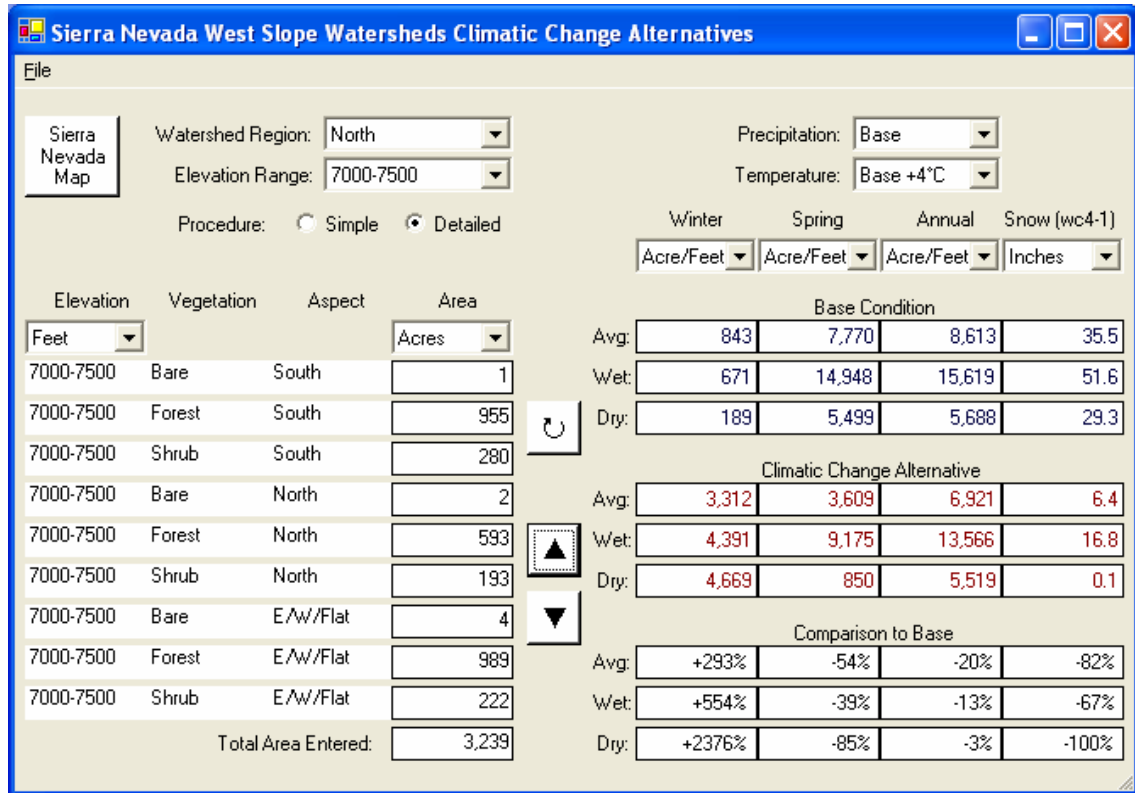 Sierra Nevada West Slope Watersheds Climatic Change Alternatives
File
Sierra
Nevada
Map
Watershed Region: North
Elevation Range: 7000-7500
Procedure: Simple Detailed
Precipitation: Base
Temperature: Base +4°C
Winter Spring Annual Snow (wc4-1)
Acre/Feet Acre/Feet Acre/Feet Inches
Elevation Vegetation Aspect Area
Feet Acres
7000-7500 Bare South 1
7000-7500 Forest South 955
7000-7500 Shrub South 280
7000-7500 Bare North 2
7000-7500 Forest North 593
7000-7500 Shrub North 193
7000-7500 Bare E/W/Flat 4
7000-7500 Forest E/W/Flat 989
7000-7500 Shrub E/W/Flat 222
Total Area Entered: 3,239
Base Condition
Avg: 843 7,770 8,613 35.5
Wet: 671 14,948 15,619 51.6
Dry: 189 5,499 5,688 29.3
Climatic Change Alternative
Avg: 3,312 3,609 6,921 6.4
Wet: 4,391 9,175 13,566 16.8
Dry: 4,669 850 5,519 0.1
Comparison to Base
Avg: +293% -54% -20% -82%
Wet: +554% -39% -13% -67%
Dry: +2376% -85% -3% -100%